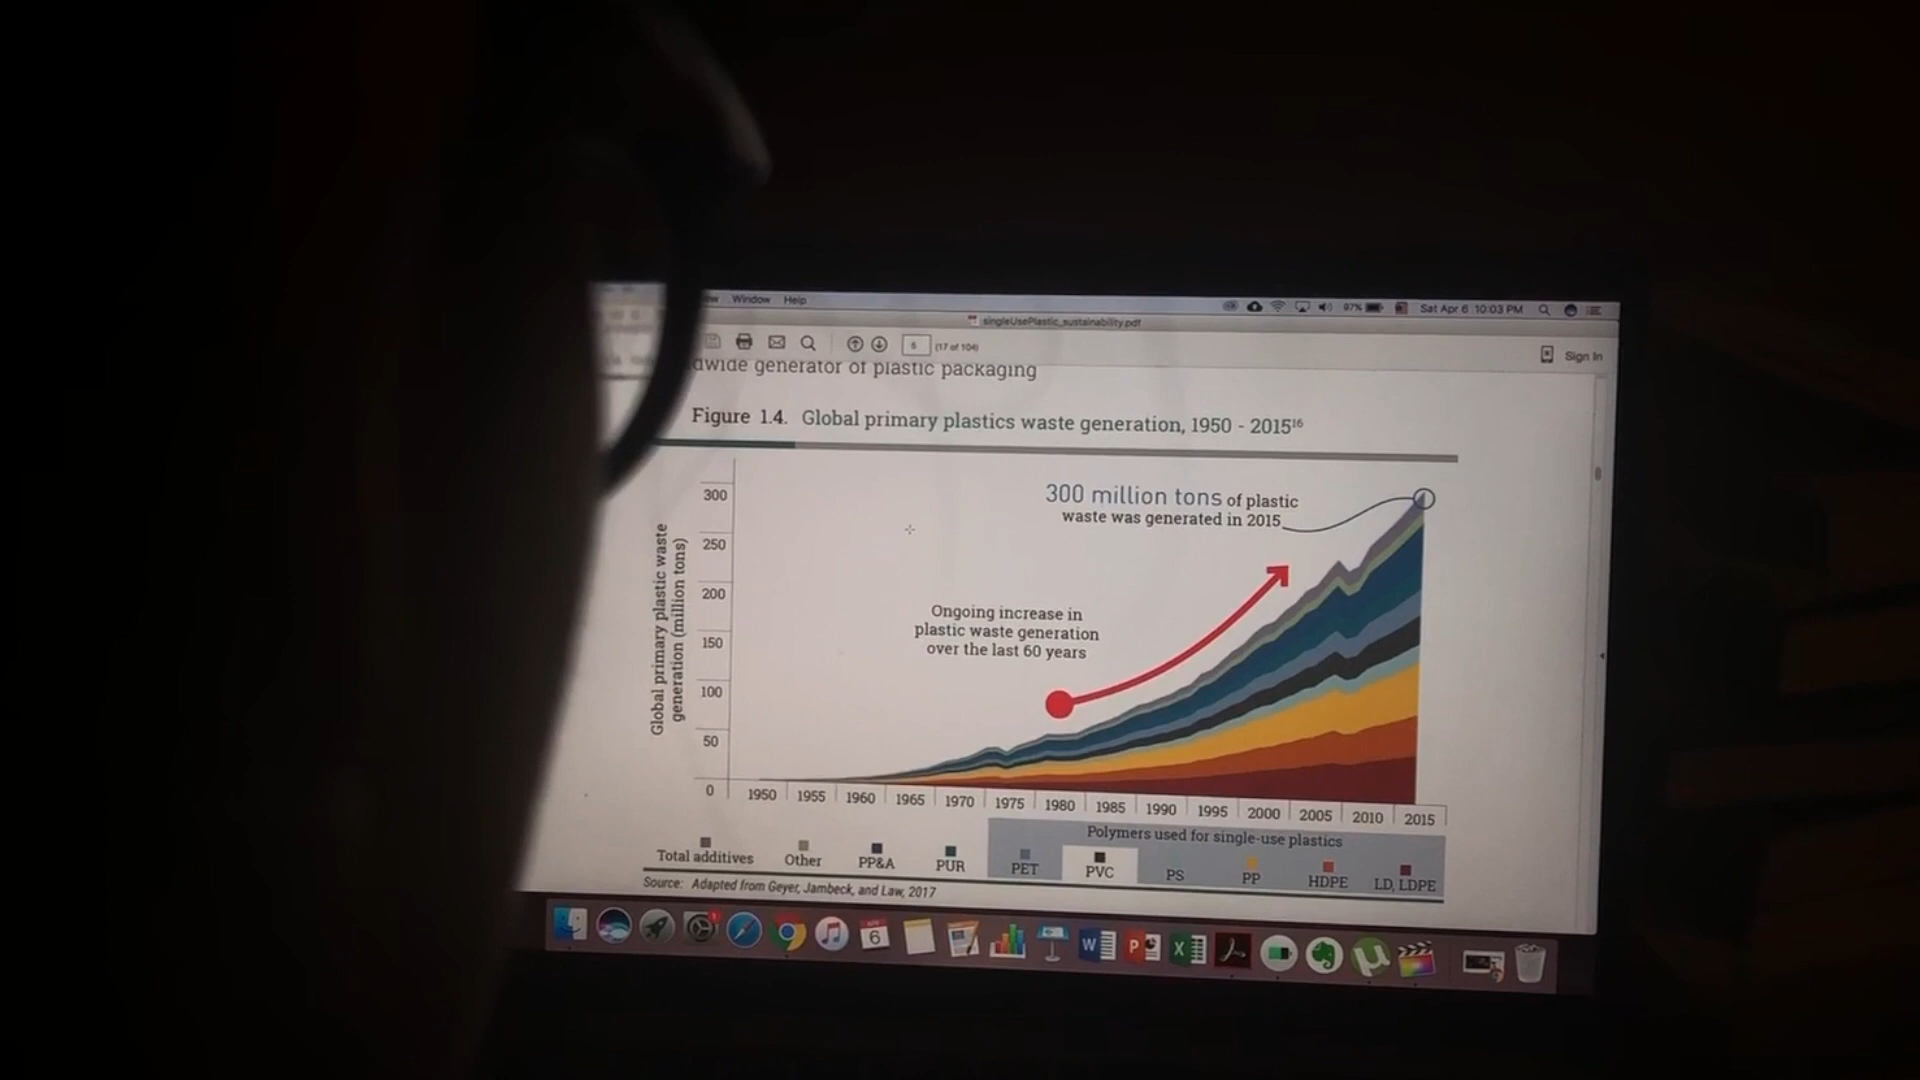 Window Help
97% Sat Apr 6 10:03 PM
singleUsePlastic_sustainability.pdf
(17 of 104)
Sign In
generator of plastic packaging
Figure 1.4. Global primary plastics waste generation, 1950 - 2015¹⁶
300 million tons of plastic
waste was generated in 2015
Ongoing increase in
plastic waste generation
over the last 60 years
Global primary plastic waste
generation (million tons)
300
250
200
150
100
50
0
1950 1955 1960 1965 1970 1975 1980 1985 1990 1995 2000 2005 2010 2015
Polymers used for single-use plastics
Total additives Other PP&A PUR PET PVC PS PP HDPE LD, LDPE
Source: Adapted from Geyer, Jambeck, and Law, 2017
6
W P X